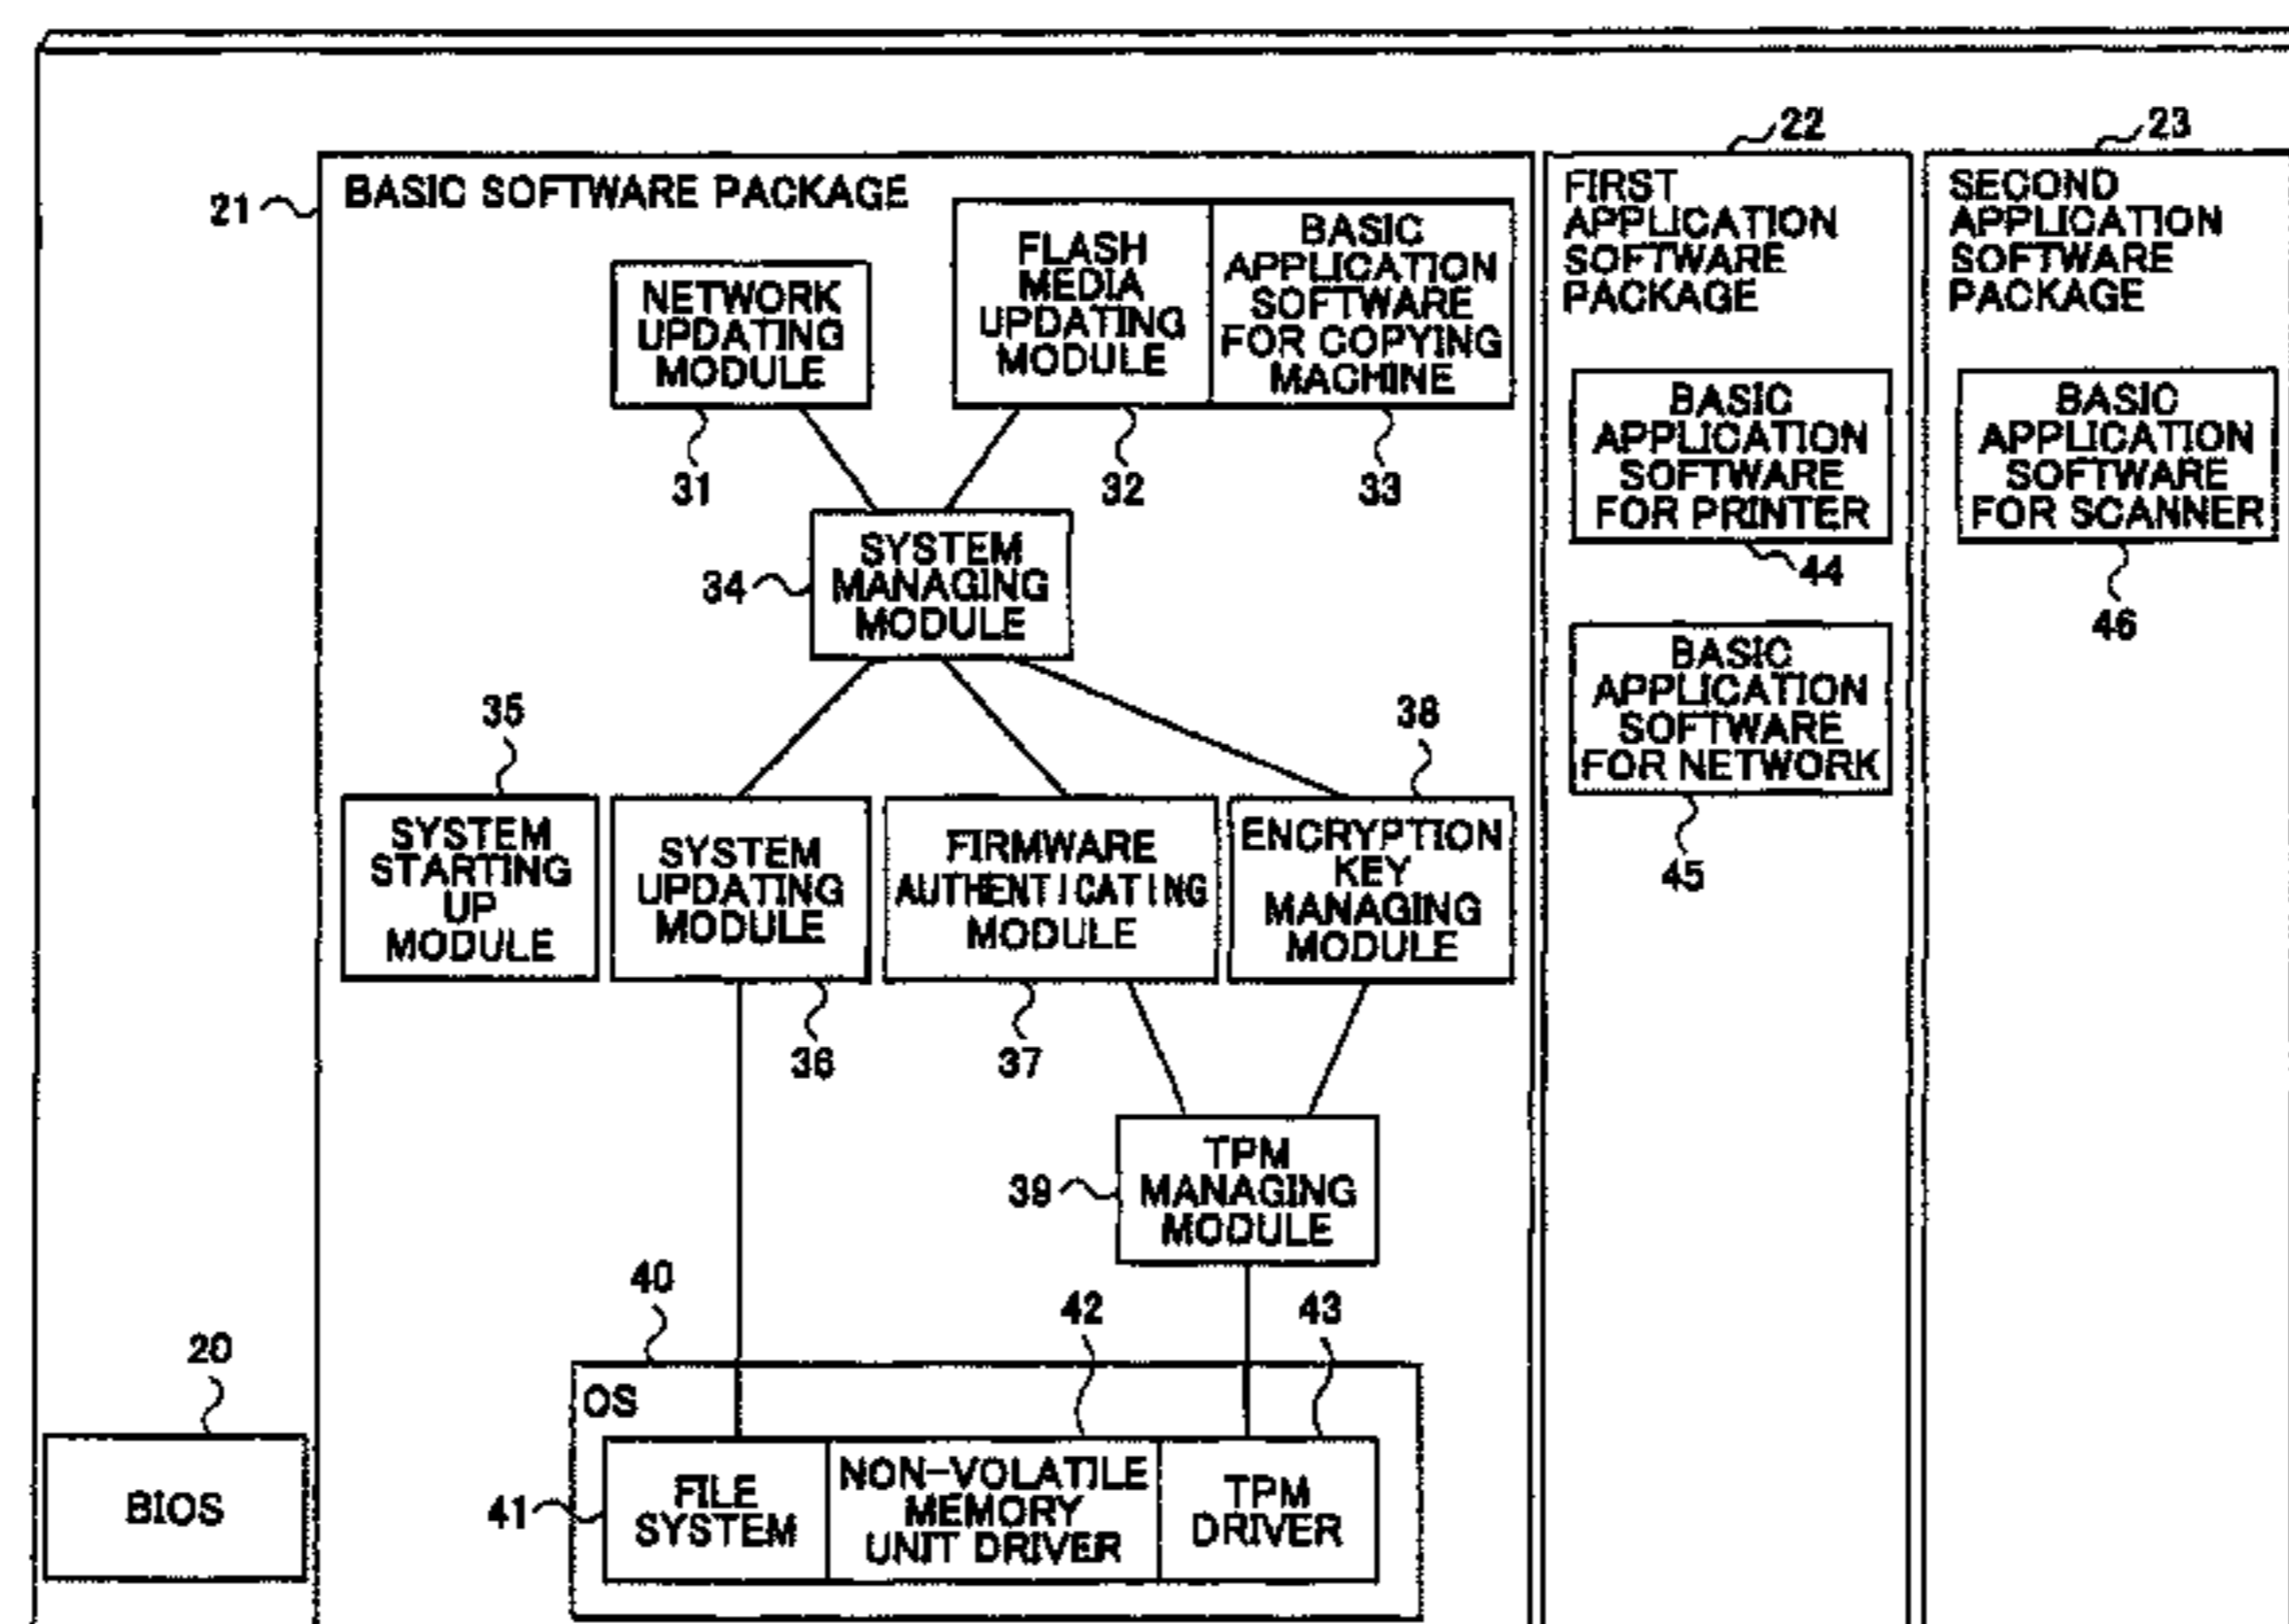 22
23
21
BASIC SOFTWARE PACKAGE
FIRST
APPLICATION
SOFTWARE
PACKAGE
SECOND
APPLICATION
SOFTWARE
PACKAGE
NETWORK
UPDATING
MODULE
FLASH
MEDIA
UPDATING
MODULE
BASIC
APPLICATION
SOFTWARE
FOR COPYING
MACHINE
31
32
33
BASIC
APPLICATION
SOFTWARE
FOR PRINTER
44
BASIC
APPLICATION
SOFTWARE
FOR SCANNER
46
34
SYSTEM
MANAGING
MODULE
BASIC
APPLICATION
SOFTWARE
FOR NETWORK
45
35
38
SYSTEM
STARTING
UP
MODULE
SYSTEM
UPDATING
MODULE
FIRMWARE
AUTHENTICATING
MODULE
ENCRYPTION
KEY
MANAGING
MODULE
36
37
39
TPM
MANAGING
MODULE
40
42
43
20
OS
BIOS
41
FILE
SYSTEM
NON-VOLATILE
MEMORY
UNIT DRIVER
TPM
DRIVER